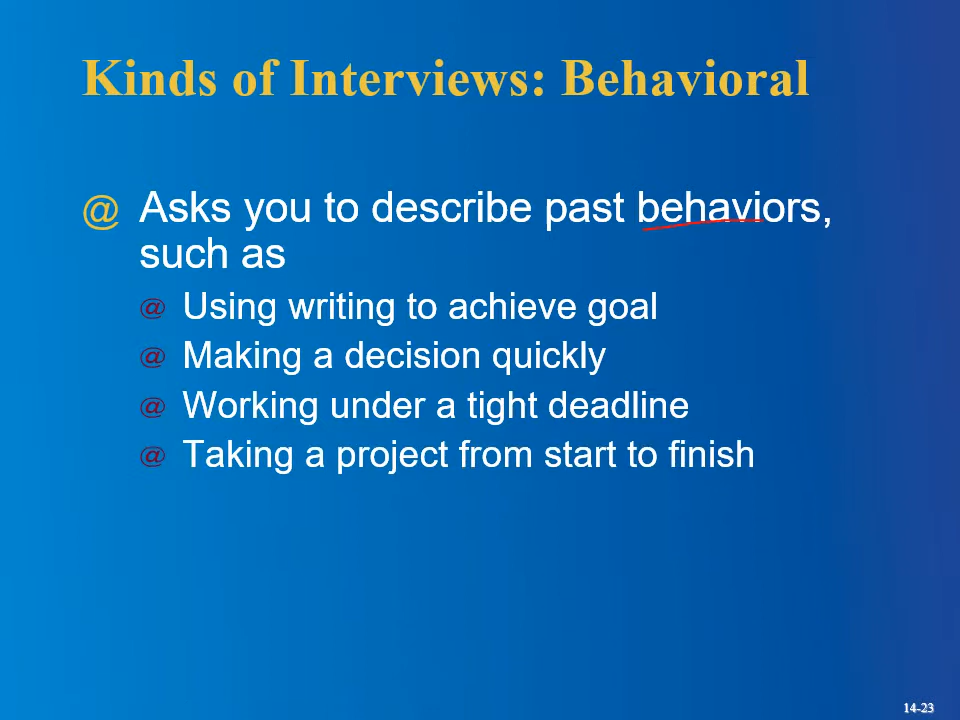 Kinds of Interviews: Behavioral
@ Asks you to describe past behaviors,
such as
@ Using writing to achieve goal
@ Making a decision quickly
@ Working under a tight deadline
@ Taking a project from start to finish
14-23